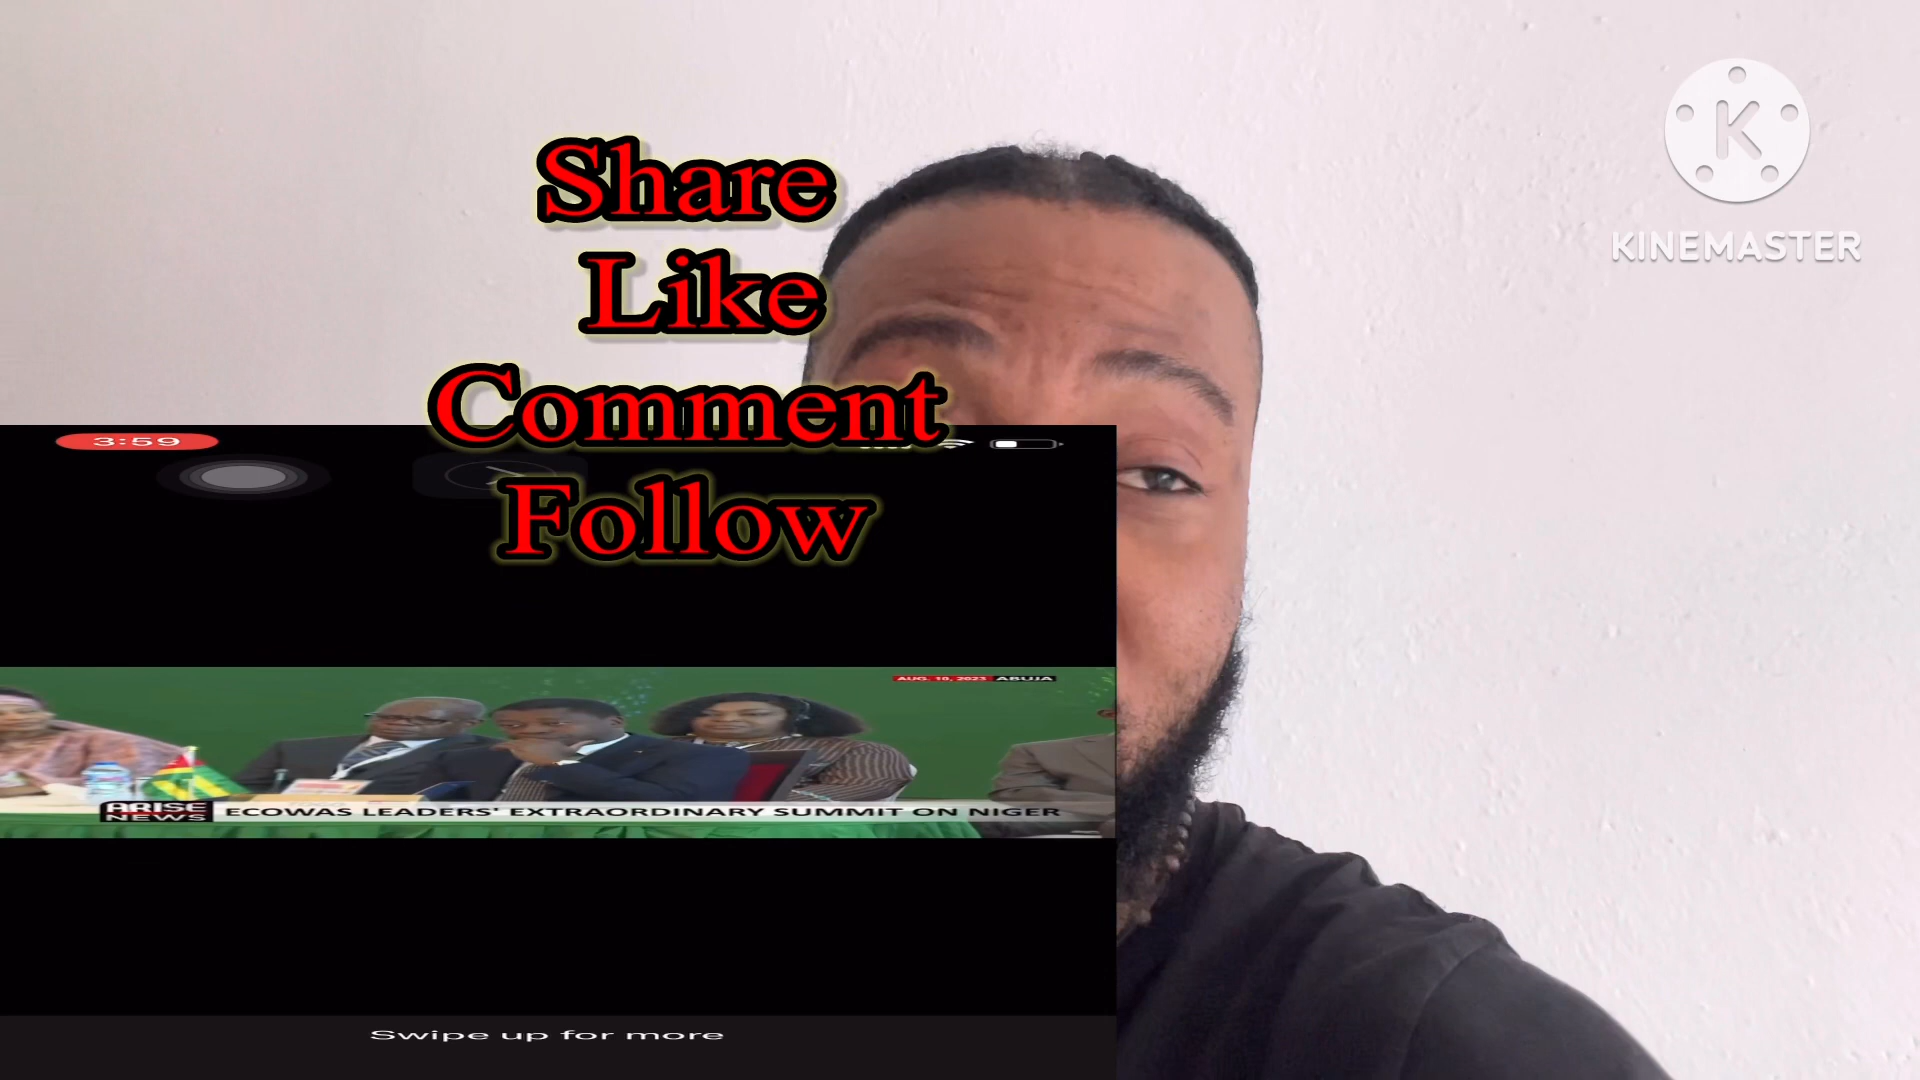 Share
Like
Comment
Follow
K
KINEMASTER
3:59
AUG. 10, 2023 ABUJA
ARISE NEWS
ECOWAS LEADERS' EXTRAORDINARY SUMMIT ON NIGER
Swipe up for more